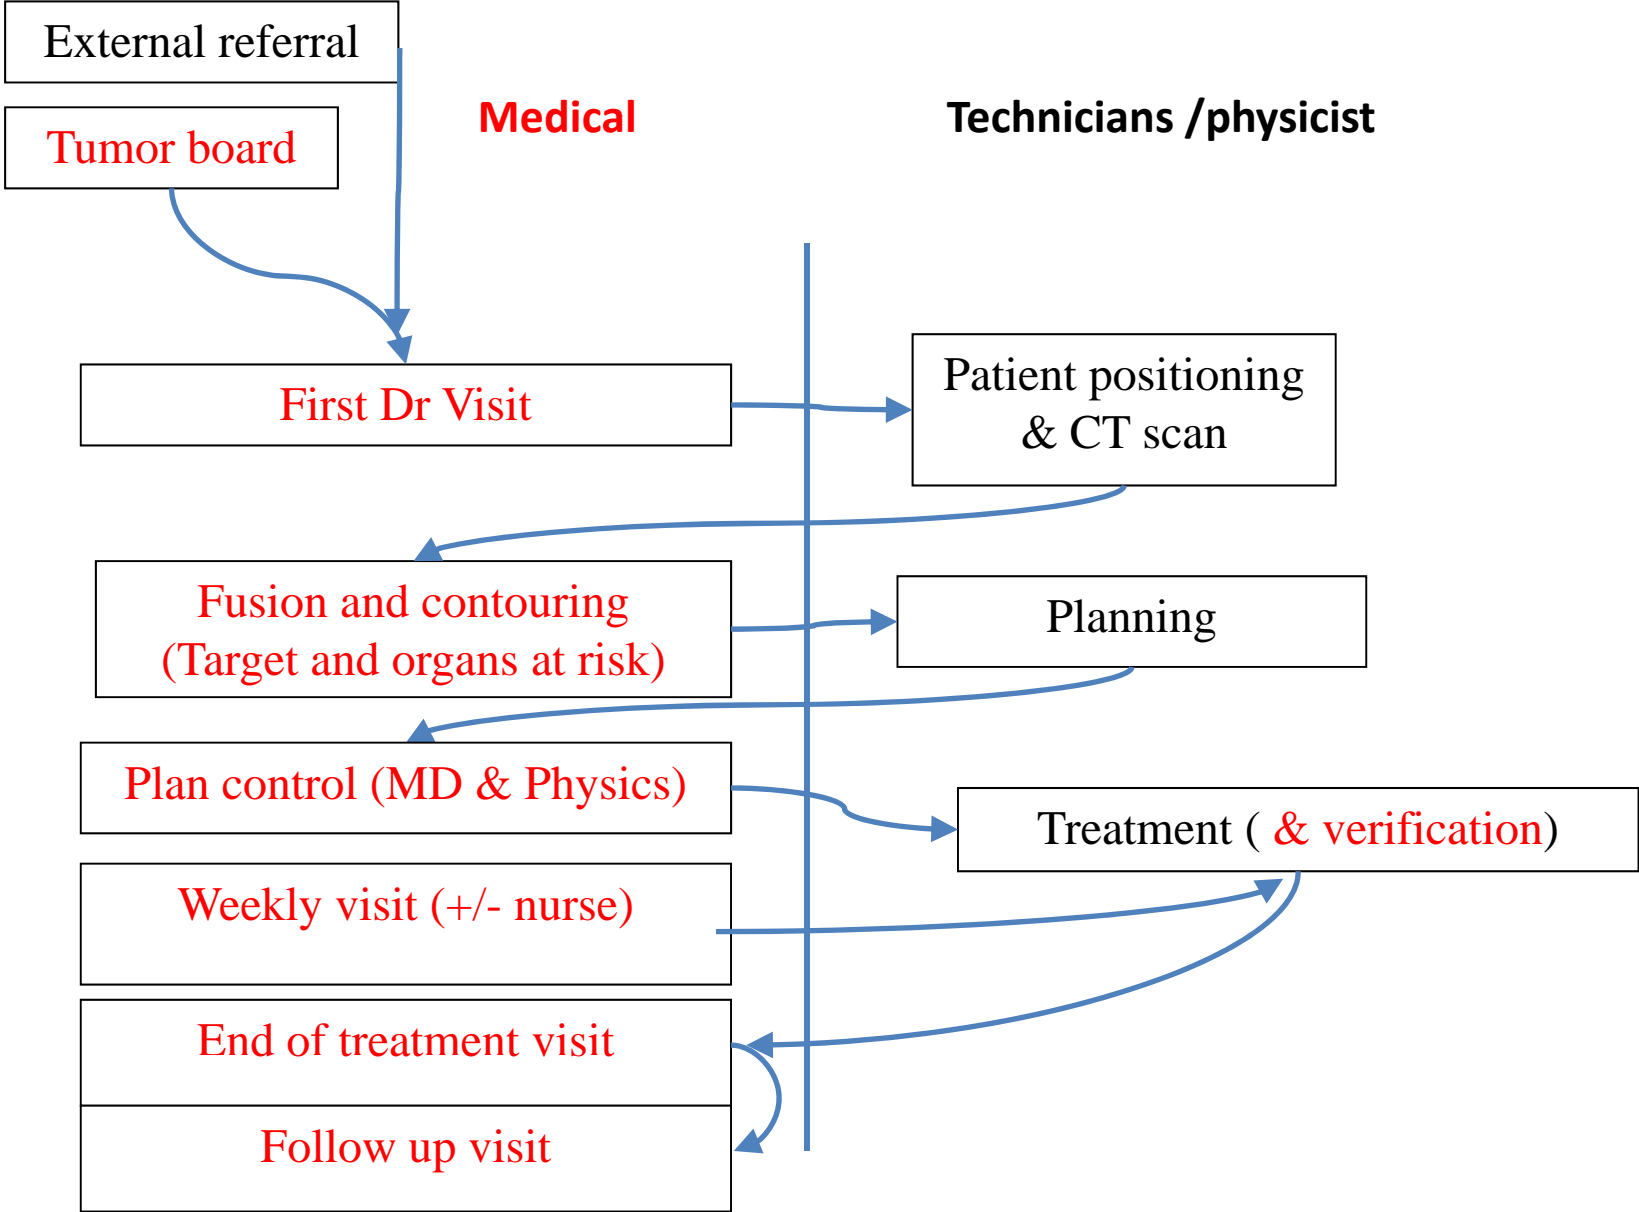 External referral
Tumor board
Medical
Technicians /physicist
First Dr Visit
Patient positioning
& CT scan
Fusion and contouring
(Target and organs at risk)
Planning
Plan control (MD & Physics)
Treatment ( & verification)
Weekly visit (+/- nurse)
End of treatment visit
Follow up visit